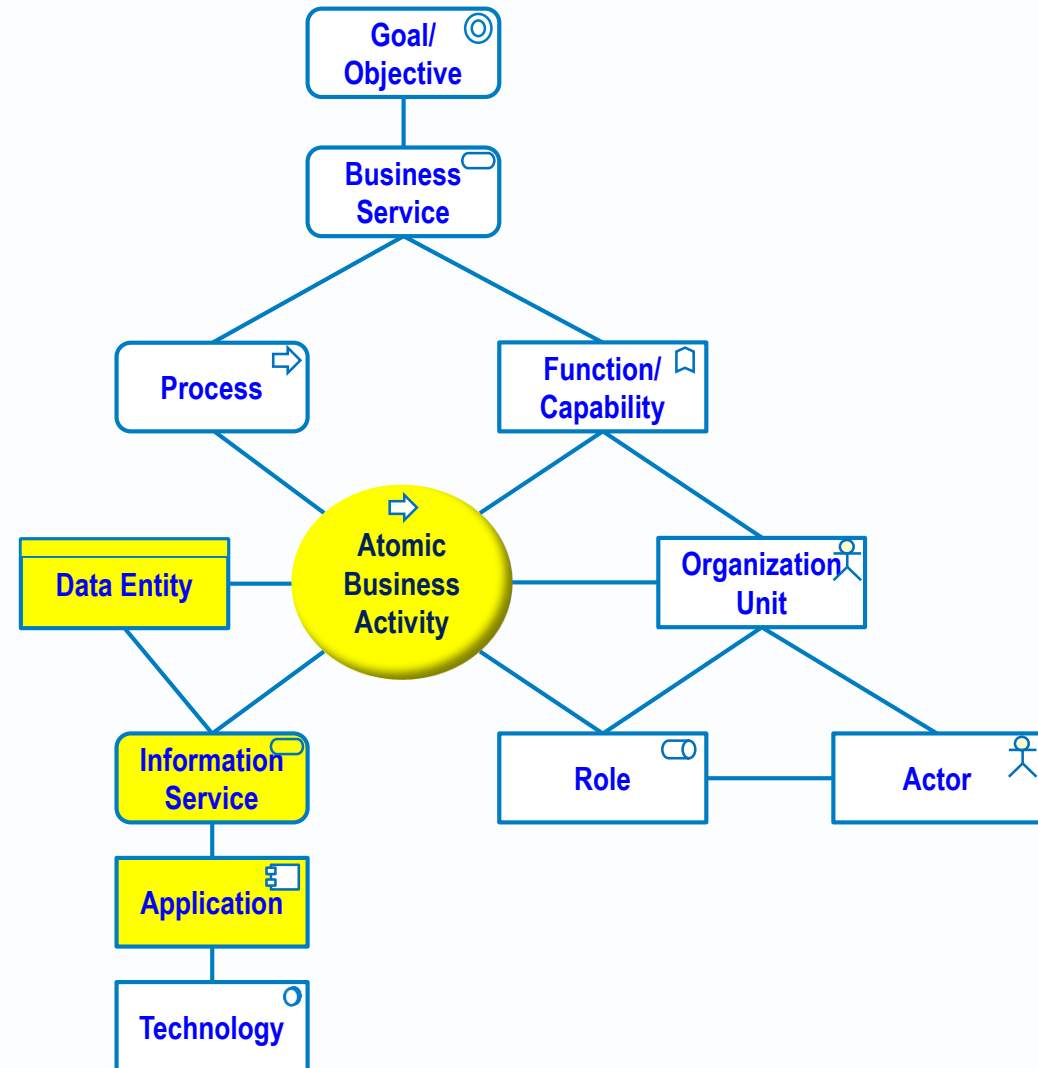 Goal/
Objective
Business
Service
Process
Function/
Capability
Atomic
Business
Activity
Data Entity
Organization
Unit
Information
Service
Role
Actor
Application
Technology